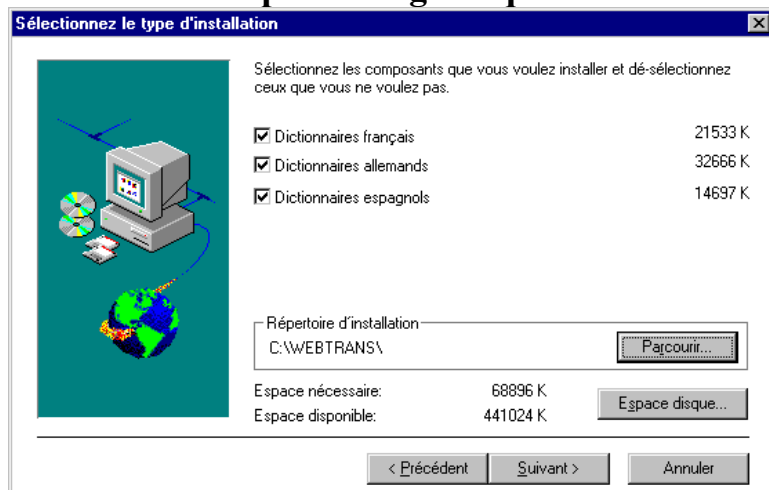 Sélectionnez le type d'installation
Sélectionnez les composants que vous voulez installer et dé-sélectionnez
ceux que vous ne voulez pas.
Dictionnaires français 21533 K
Dictionnaires allemands 32666 K
Dictionnaires espagnols 14697 K
Répertoire d'installation
C:\WEBTRANS\ Parcourir...
Espace nécessaire: 68896 K
Espace disponible: 441024 K
Espace disque...
< Précédent Suivant > Annuler